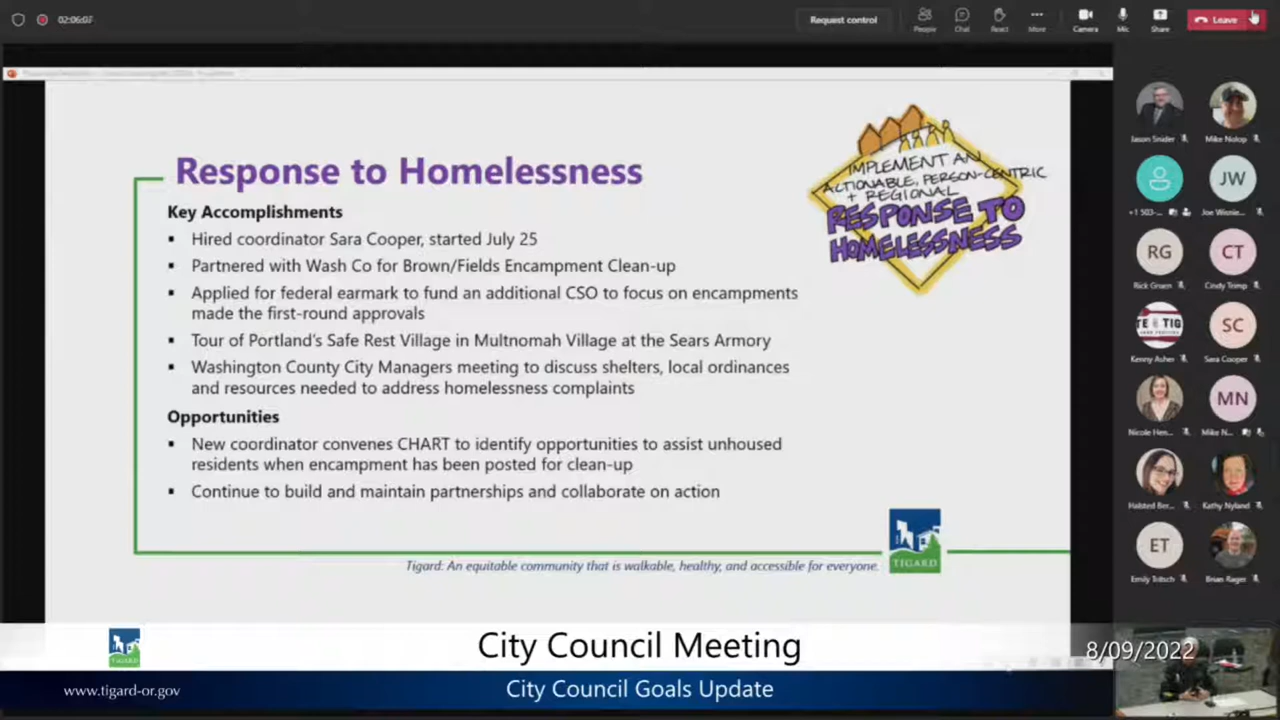 02:06:07
Request control
People
Chat
React
More
Camera
Mic
Share
Leave
Response to Homelessness
Key Accomplishments
▪ Hired coordinator Sara Cooper, started July 25
▪ Partnered with Wash Co for Brown/Fields Encampment Clean-up
▪ Applied for federal earmark to fund an additional CSO to focus on encampments
made the first-round approvals
▪ Tour of Portland's Safe Rest Village in Multnomah Village at the Sears Armory
▪ Washington County City Managers meeting to discuss shelters, local ordinances
and resources needed to address homelessness complaints
Opportunities
▪ New coordinator convenes CHART to identify opportunities to assist unhoused
residents when encampment has been posted for clean-up
▪ Continue to build and maintain partnerships and collaborate on action
IMPLEMENT AN
ACTIONABLE, PERSON-CENTRIC
+ REGIONAL
RESPONSE TO
HOMELESSNESS
TIGARD
Tigard: An equitable community that is walkable, healthy, and accessible for everyone.
Jason Snider
Mike Nolop
JW
+1 503-...
Joe Wisnie...
RG
CT
Rick Gruen
Cindy Tromp
TE TIG
SC
Kenny Asher
Sara Cooper
MN
Nicole Hen...
Mike N...
Halsted Ber...
Kathy Nyland
ET
Emily Tritsch
Brian Rager
TIGARD
City Council Meeting
8/09/2022
www.tigard-or.gov
City Council Goals Update